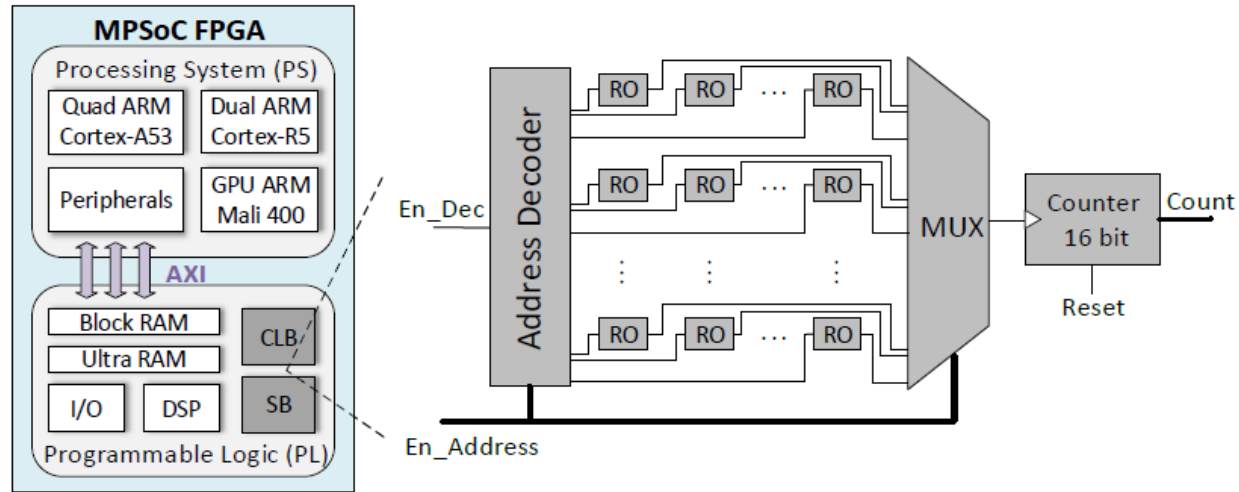 MPSoC FPGA
Processing System (PS)
Quad ARM
Cortex-A53
Dual ARM
Cortex-R5
Peripherals
GPU ARM
Mali 400
AXI
Block RAM
Ultra RAM
CLB
I/O
DSP
SB
Programmable Logic (PL)
En_Dec
Address Decoder
RO
RO
...
RO
RO
RO
...
RO
RO
RO
...
RO
MUX
Counter
16 bit
Count
Reset
En_Address